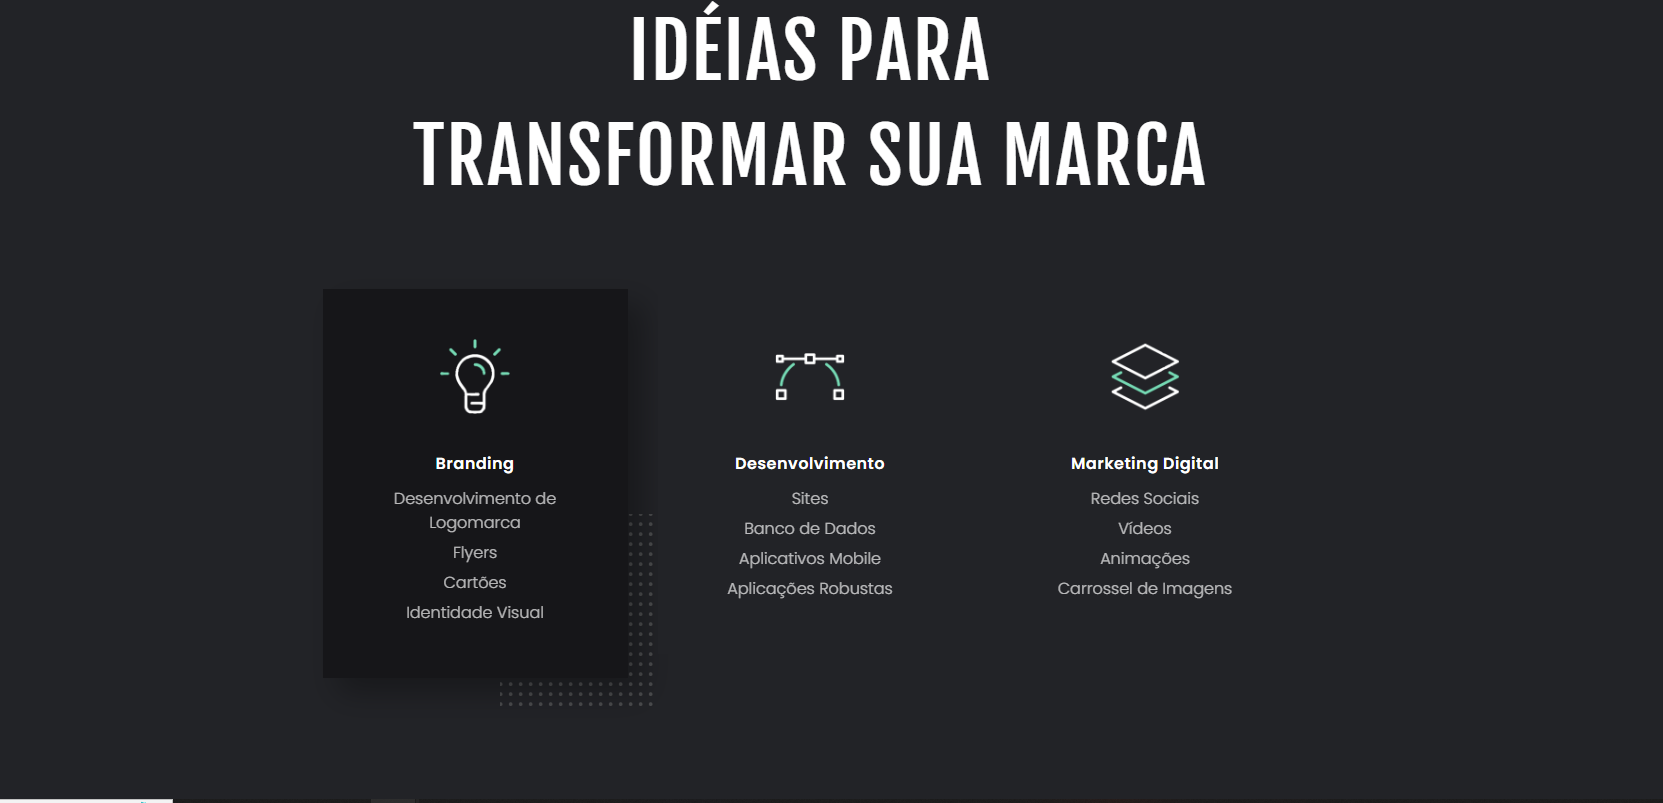 IDÉIAS PARA
TRANSFORMAR SUA MARCA
Branding
Desenvolvimento de
Logomarca
Flyers
Cartões
Identidade Visual
Desenvolvimento
Sites
Banco de Dados
Aplicativos Mobile
Aplicações Robustas
Marketing Digital
Redes Sociais
Vídeos
Animações
Carrossel de Imagens